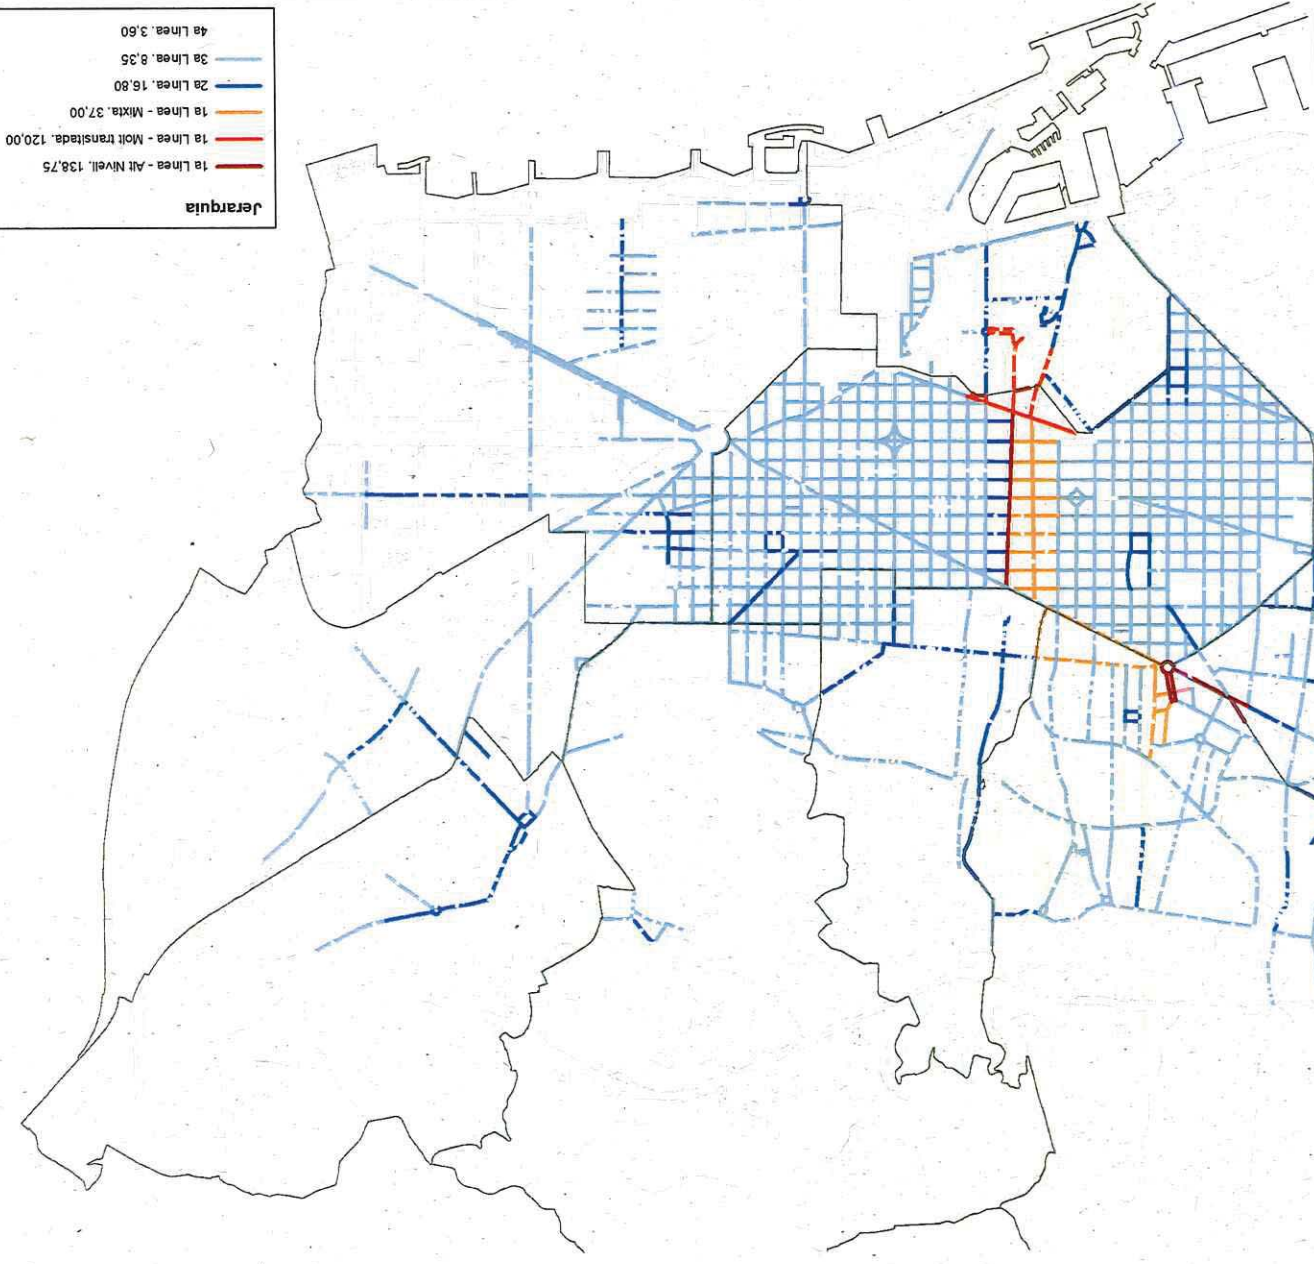 Jerarquia
1a Línea - Alt Nivell. 138,75
1a Línea - Molt transitada. 120,00
1a Línea - Mixta. 37,00
2a Línea. 16,80
3a Línea. 8,35
4a Línea. 3,60